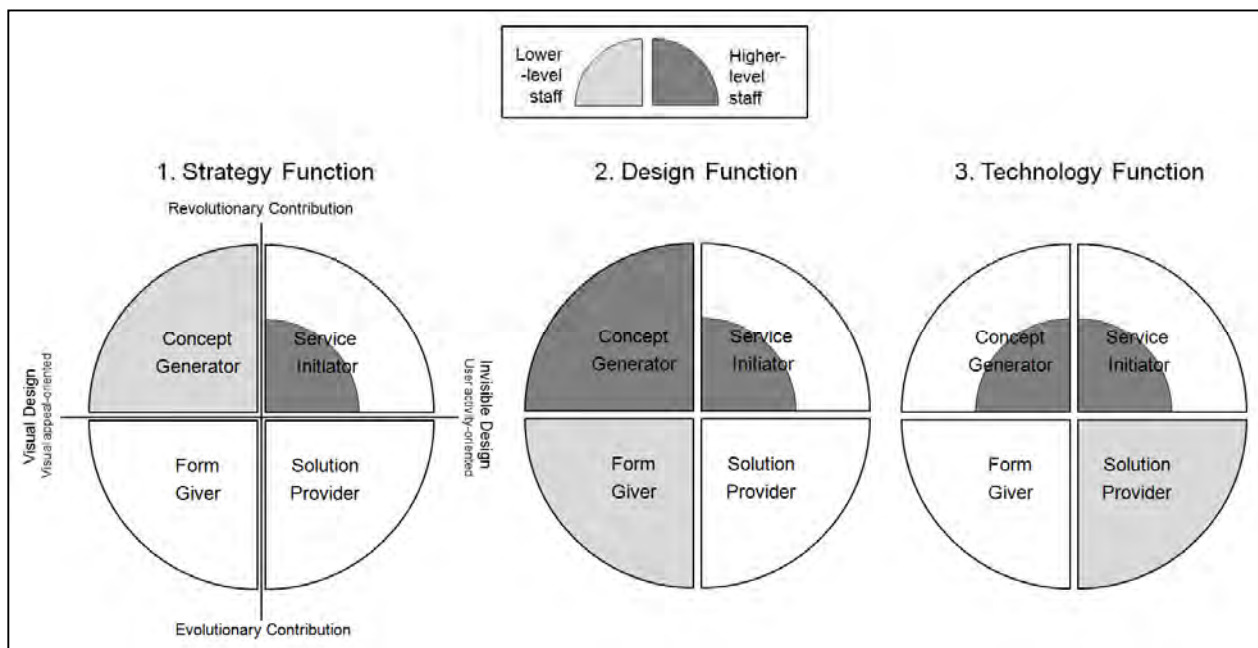 Lower
-level
staff
Higher-
level
staff
1. Strategy Function
2. Design Function
3. Technology Function
Revolutionary Contribution
Concept
Generator
Service
Initiator
Form
Giver
Solution
Provider
Visual Design
Visual appeal-oriented
Invisible Design
User activity-oriented
Evolutionary Contribution
Concept
Generator
Service
Initiator
Form
Giver
Solution
Provider
Concept
Generator
Service
Initiator
Form
Giver
Solution
Provider